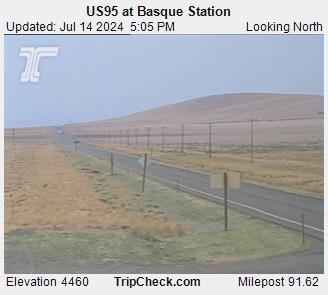 US95 at Basque Station
Updated: Jul 14 2024 5:05 PM Looking North
Elevation 4460 TripCheck.com Milepost 91.62